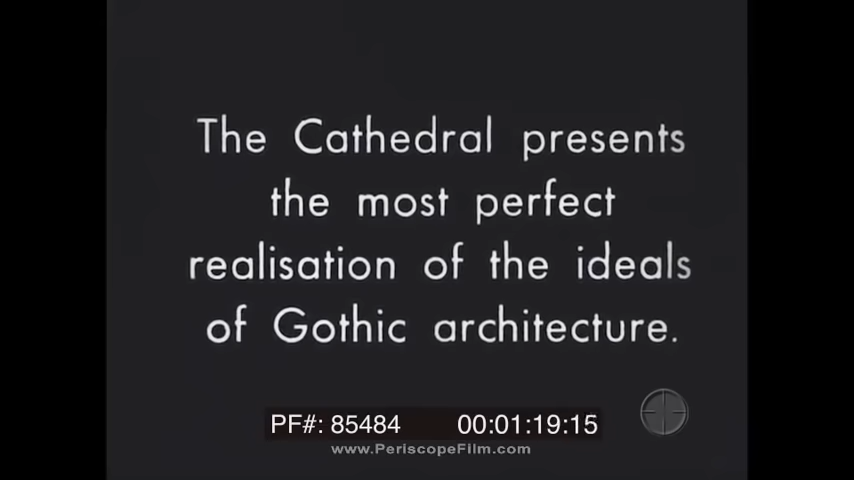 The Cathedral presents
the most perfect
realisation of the ideals
of Gothic architecture.
PF#: 85484 00:01:19:15
www.PeriscopeFilm.com